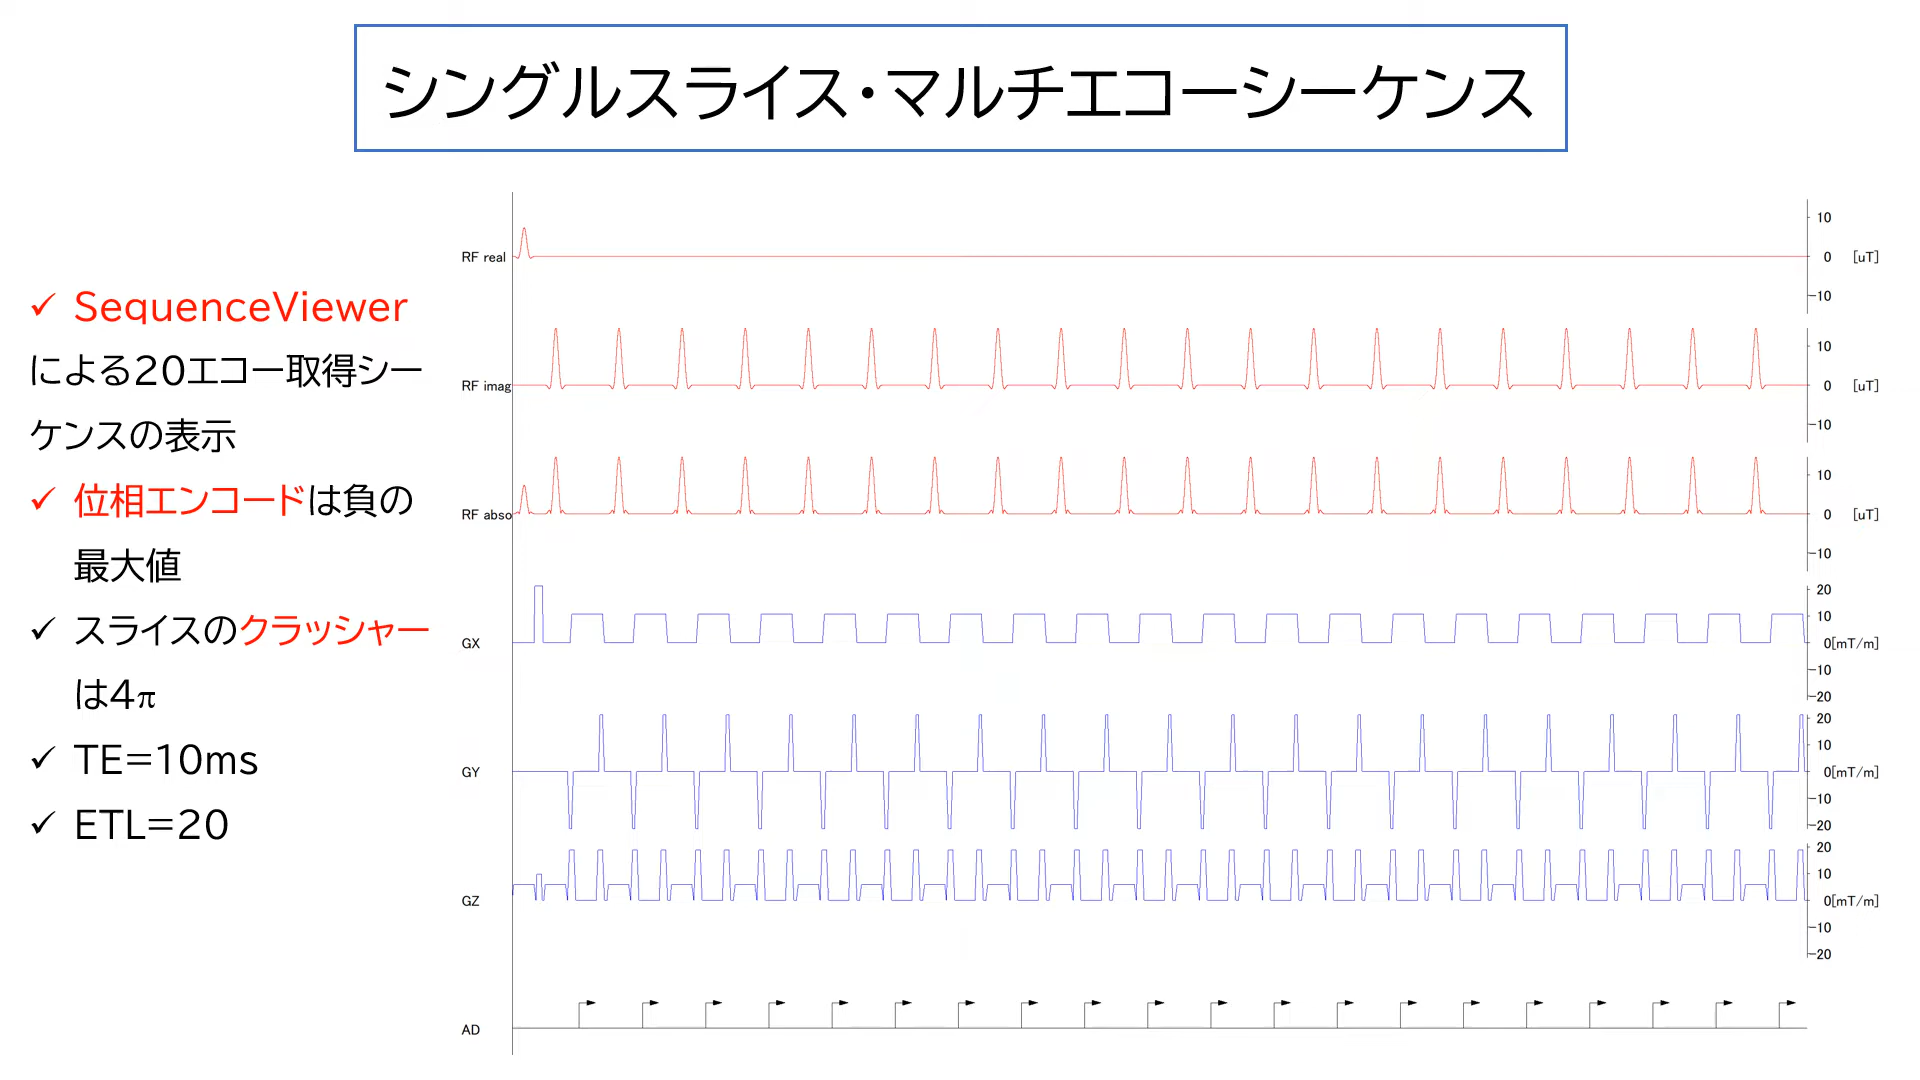 シングルスライス・マルチエコーシーケンス
✓ SequenceViewer
による20エコー取得シー
ケンスの表示
✓ 位相エンコードは負の
最大値
✓ スライスのクラッシャー
は4π
✓ TE=10ms
✓ ETL=20
RF real
10
0 [uT]
-10
RF imag
10
0 [uT]
-10
RF abso
10
0 [uT]
-10
GX
20
10
0[mT/m]
-10
-20
GY
20
10
0[mT/m]
-10
-20
GZ
20
10
0[mT/m]
-10
-20
AD